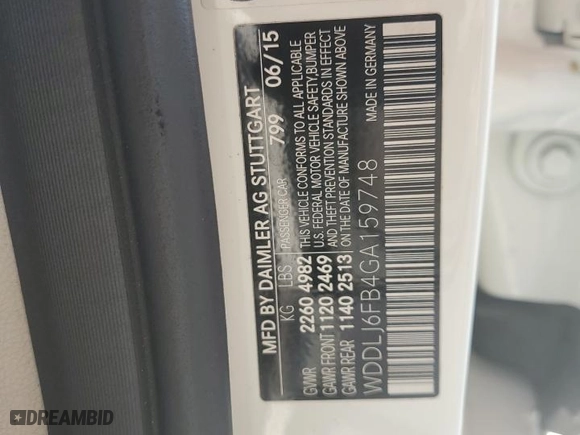 MFD BY DAIMLER AG STUTTGART
799 06/15
KG LBS PASSENGER CAR
GVWR 2260 4982 THIS VEHICLE CONFORMS TO ALL APPLICABLE
U.S. FEDERAL MOTOR VEHICLE SAFETY, BUMPER
GAWR FRONT 1120 2469 AND THEFT PREVENTION STANDARDS IN EFFECT
GAWR REAR 1140 2513 ON THE DATE OF MANUFACTURE SHOWN ABOVE
WDDLJ6FB4GA159748 MADE IN GERMANY
DREAMBID